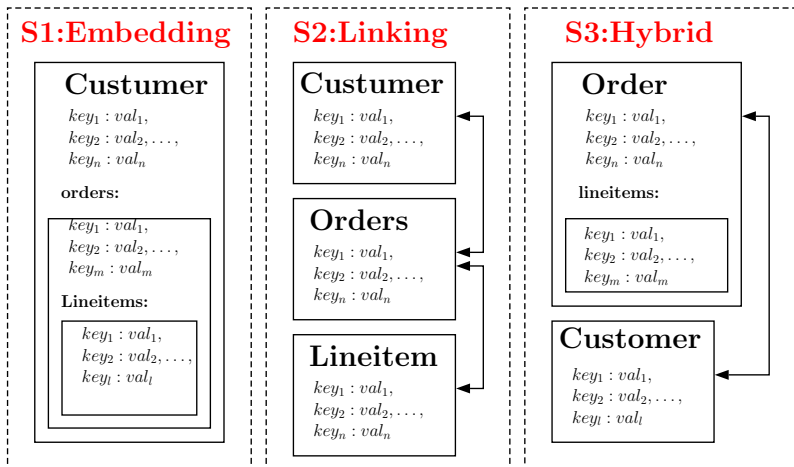 S1:Embedding
Custumer
key₁ : val₁,
key₂ : val₂, . . . ,
keyₙ : valₙ
orders:
key₁ : val₁,
key₂ : val₂, . . . ,
keyₘ : valₘ
Lineitems:
key₁ : val₁,
key₂ : val₂, . . . ,
keyₗ : valₗ
S2:Linking
Custumer
key₁ : val₁,
key₂ : val₂, . . . ,
keyₙ : valₙ
Orders
key₁ : val₁,
key₂ : val₂, . . . ,
keyₙ : valₙ
Lineitem
key₁ : val₁,
key₂ : val₂, . . . ,
keyₙ : valₙ
S3:Hybrid
Order
key₁ : val₁,
key₂ : val₂, . . . ,
keyₙ : valₙ
lineitems:
key₁ : val₁,
key₂ : val₂, . . . ,
keyₘ : valₘ
Customer
key₁ : val₁,
key₂ : val₂, . . . ,
keyₗ : valₗ